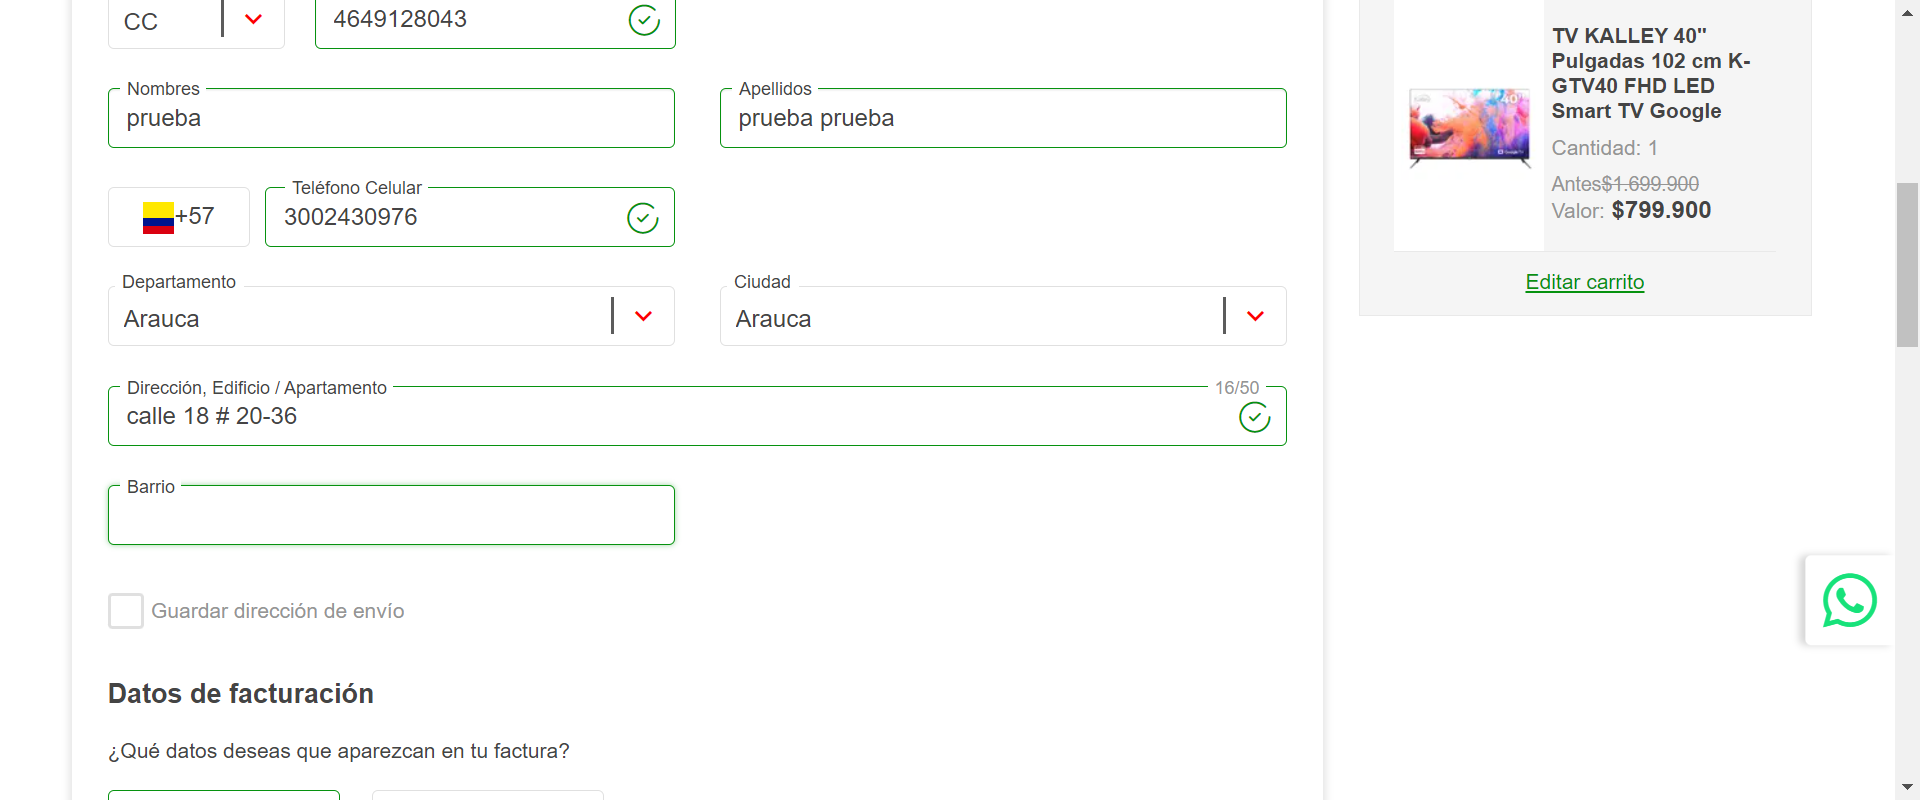 CC
4649128043
Nombres
prueba
Apellidos
prueba prueba
+57
Teléfono Celular
3002430976
Departamento
Arauca
Ciudad
Arauca
Dirección, Edificio / Apartamento
16/50
calle 18 # 20-36
Barrio
Guardar dirección de envío
Datos de facturación
¿Qué datos deseas que aparezcan en tu factura?
TV KALLEY 40"
Pulgadas 102 cm K-
GTV40 FHD LED
Smart TV Google
Cantidad: 1
Antes$1.699.900
Valor: $799.900
Editar carrito
40"
Google TV